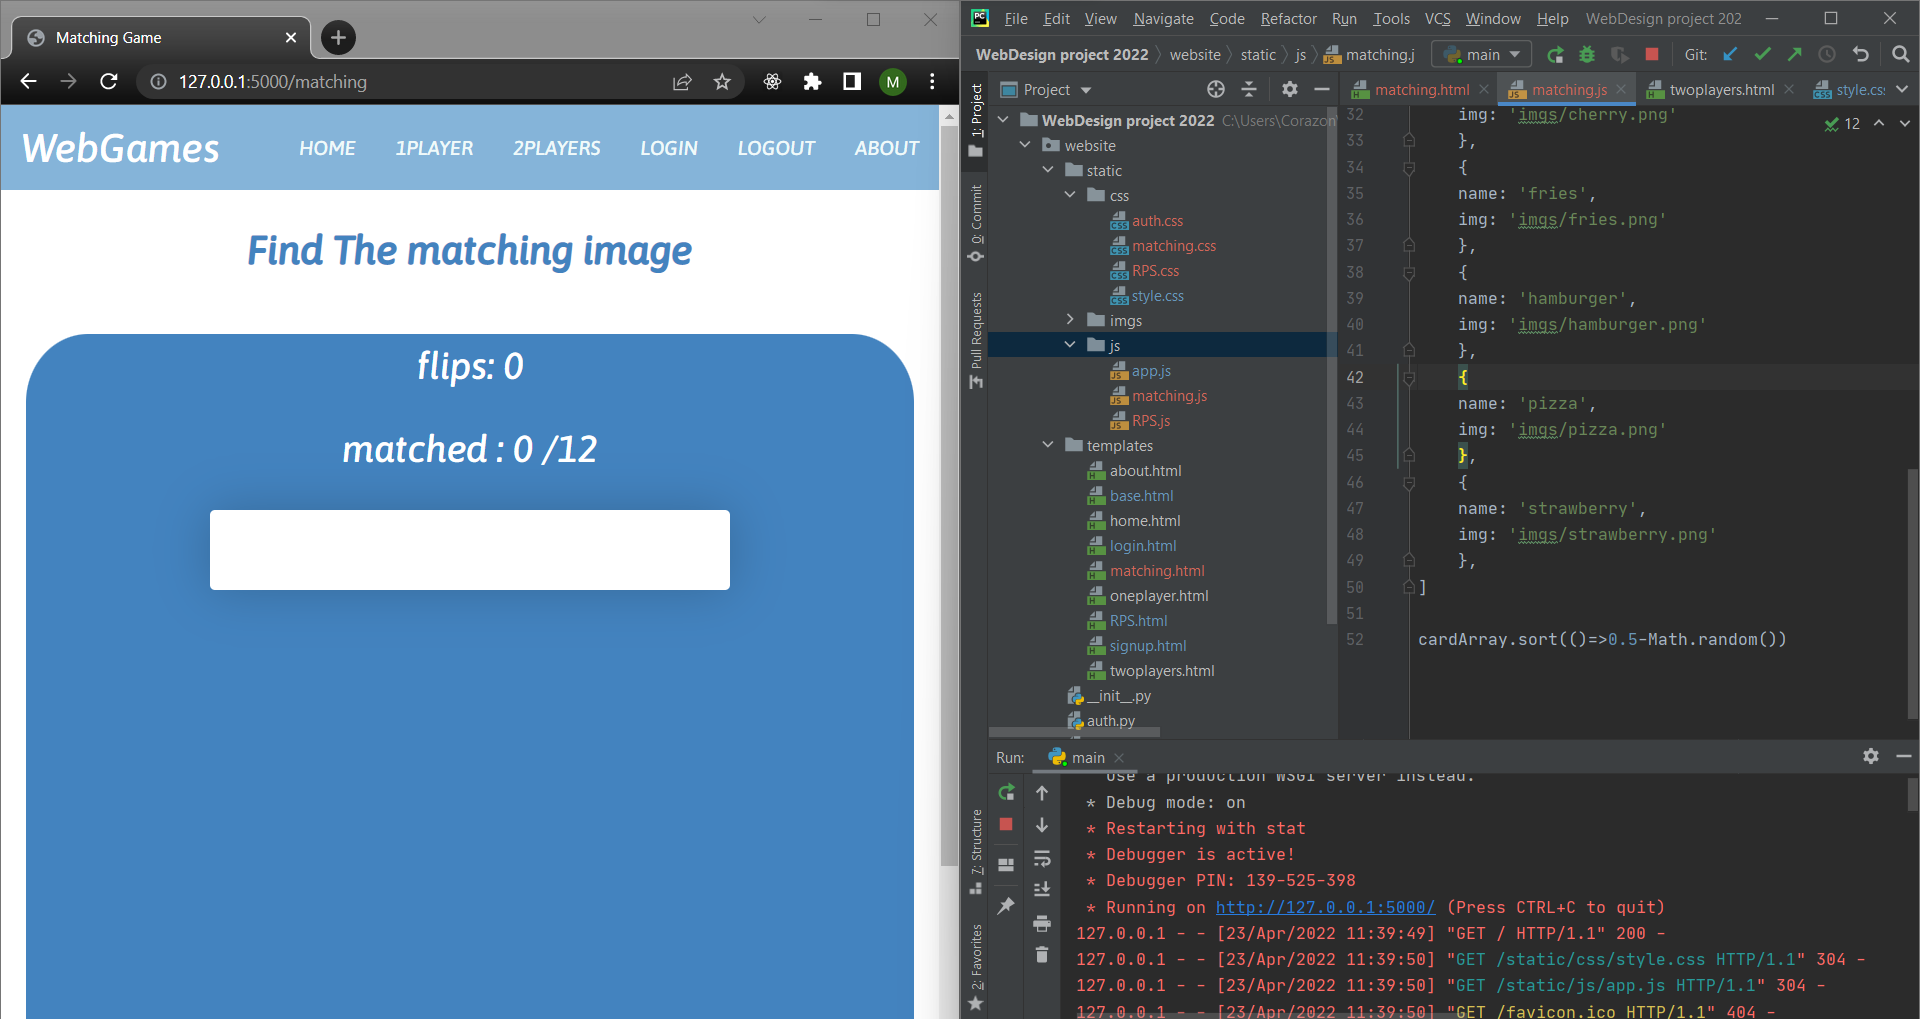 Matching Game
127.0.0.1:5000/matching
M
WebGames
HOME
1PLAYER
2PLAYERS
LOGIN
LOGOUT
ABOUT
Find The matching image
flips: 0
matched : 0 /12
PC
File Edit View Navigate Code Refactor Run Tools VCS Window Help WebDesign project 202
WebDesign project 2022 website static js matching.j main Git:
1: Project
0: Commit
Pull Requests
7: Structure
2: Favorites
Project
WebDesign project 2022 C:\Users\Corazon
website
static
css
auth.css
matching.css
RPS.css
style.css
imgs
js
app.js
matching.js
RPS.js
templates
about.html
base.html
home.html
login.html
matching.html
oneplayer.html
RPS.html
signup.html
twoplayers.html
__init__.py
auth.py
matching.html matching.js twoplayers.html style.cs
12
32 img: 'imgs/cherry.png'
33 },
34 {
35 name: 'fries',
36 img: 'imgs/fries.png'
37 },
38 {
39 name: 'hamburger',
40 img: 'imgs/hamburger.png'
41 },
42 {
43 name: 'pizza',
44 img: 'imgs/pizza.png'
45 },
46 {
47 name: 'strawberry',
48 img: 'imgs/strawberry.png'
49 },
50 ]
51
52 cardArray.sort(()=>0.5-Math.random())
Run: main
Use a production WSGI server instead.
* Debug mode: on
* Restarting with stat
* Debugger is active!
* Debugger PIN: 139-525-398
* Running on http://127.0.0.1:5000/ (Press CTRL+C to quit)
127.0.0.1 - - [23/Apr/2022 11:39:49] "GET / HTTP/1.1" 200 -
127.0.0.1 - - [23/Apr/2022 11:39:50] "GET /static/css/style.css HTTP/1.1" 304 -
127.0.0.1 - - [23/Apr/2022 11:39:50] "GET /static/js/app.js HTTP/1.1" 304 -
127.0.0.1 - - [23/Apr/2022 11:39:50] "GET /favicon.ico HTTP/1.1" 404 -